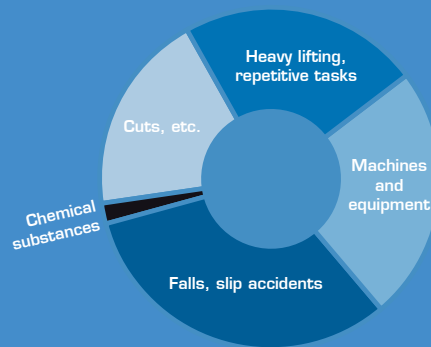 Heavy lifting,
repetitive tasks
Cuts, etc.
Machines
and
equipment
Chemical
substances
Falls, slip accidents